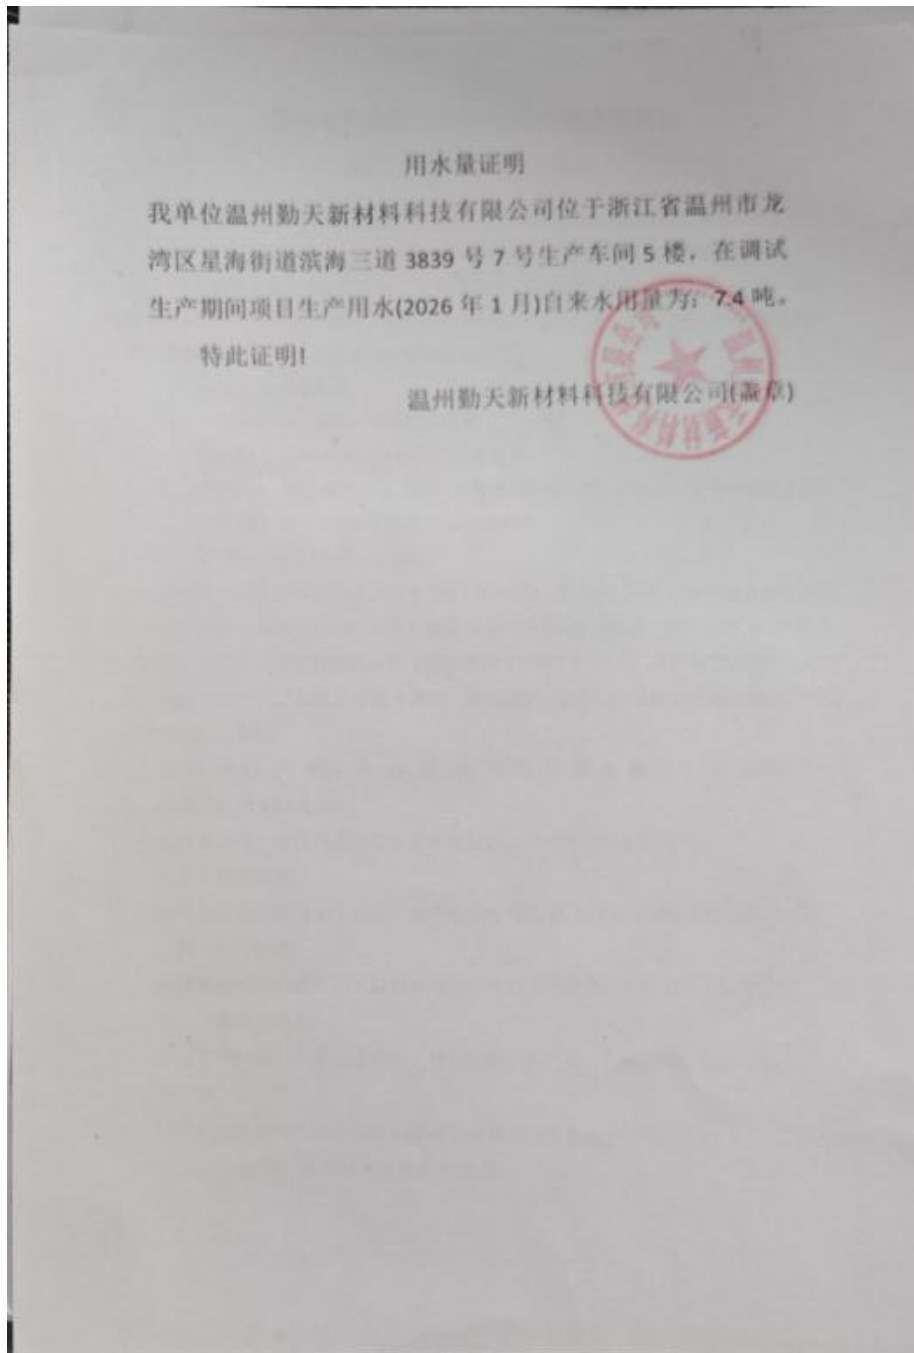 用水量证明
我单位温州勤天新材料科技有限公司位于浙江省温州市龙
湾区星海街道滨海三道 3839 号 7 号生产车间 5 楼，在调试
生产期间项目生产用水(2026 年 1 月)自来水用量为：7.4 吨。
特此证明!
温州勤天新材料科技有限公司(盖章)